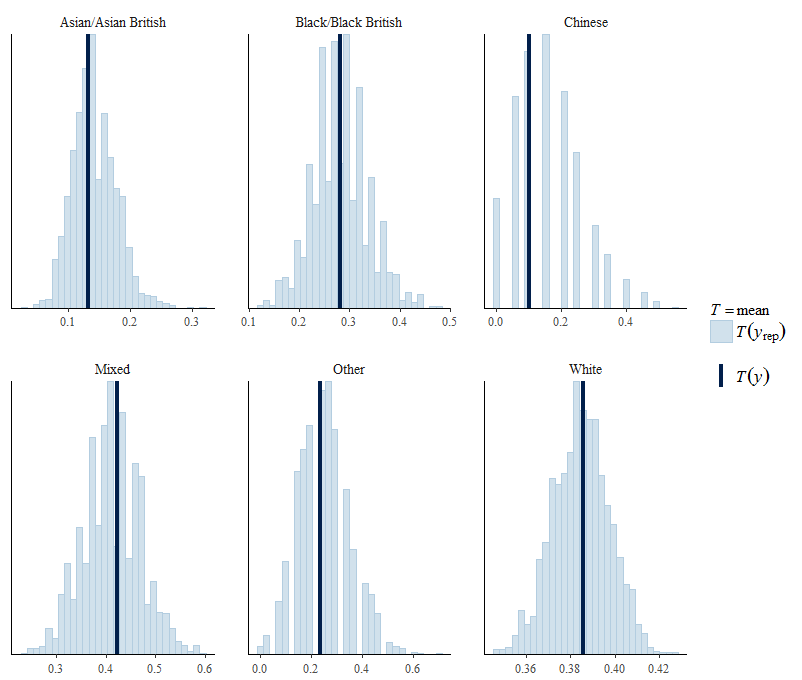 Asian/Asian British
Black/Black British
Chinese
0.1 0.2 0.3
0.1 0.2 0.3 0.4 0.5
0.0 0.2 0.4
T = mean
T(yrep)
T(y)
Mixed
Other
White
0.3 0.4 0.5 0.6
0.0 0.2 0.4 0.6
0.36 0.38 0.40 0.42